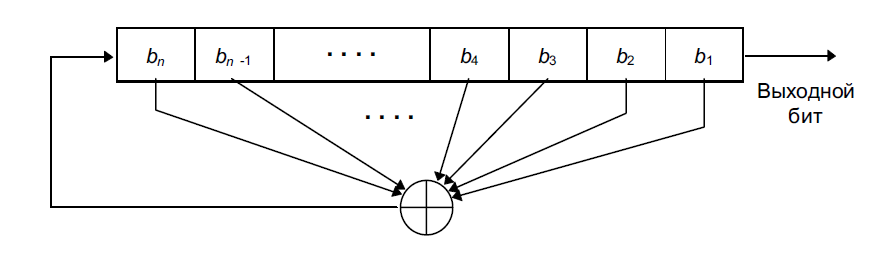 bn bn -1 . . . . b4 b3 b2 b1
Выходной
бит
. . . .